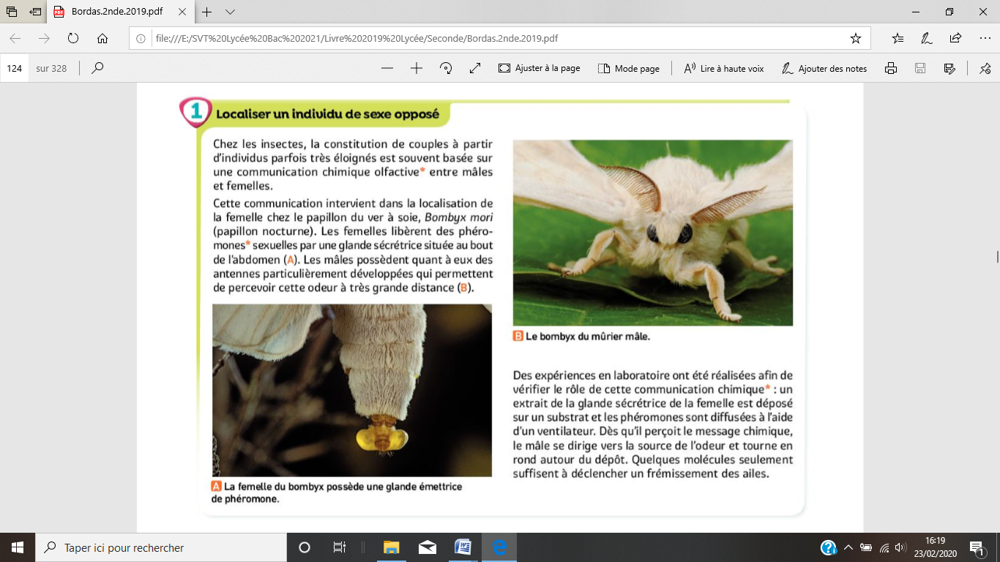 Bordas.2nde.2019.pdf
file:///E:/SVT%20Lycée%20Bac%202021/Livre%202019%20Lycée/Seconde/Bordas.2nde.2019.pdf
124 sur 328
Ajuster à la page
Mode page
Lire à haute voix
Ajouter des notes
1 Localiser un individu de sexe opposé
Chez les insectes, la constitution de couples à partir
d'individus parfois très éloignés est souvent basée sur
une communication chimique olfactive* entre mâles
et femelles.
Cette communication intervient dans la localisation de
la femelle chez le papillon du ver à soie, Bombyx mori
(papillon nocturne). Les femelles libèrent des phéro-
mones* sexuelles par une glande sécrétrice située au bout
de l'abdomen (A). Les mâles possèdent quant à eux des
antennes particulièrement développées qui permettent
de percevoir cette odeur à très grande distance (B).
A La femelle du bombyx possède une glande émettrice
de phéromone.
B Le bombyx du mûrier mâle.
Des expériences en laboratoire ont été réalisées afin de
vérifier le rôle de cette communication chimique* : un
extrait de la glande sécrétrice de la femelle est déposé
sur un substrat et les phéromones sont diffusées à l'aide
d'un ventilateur. Dès qu'il perçoit le message chimique,
le mâle se dirige vers la source de l'odeur et tourne en
rond autour du dépôt. Quelques molécules seulement
suffisent à déclencher un frémissement des ailes.
Taper ici pour rechercher
16:19
23/02/2020
1